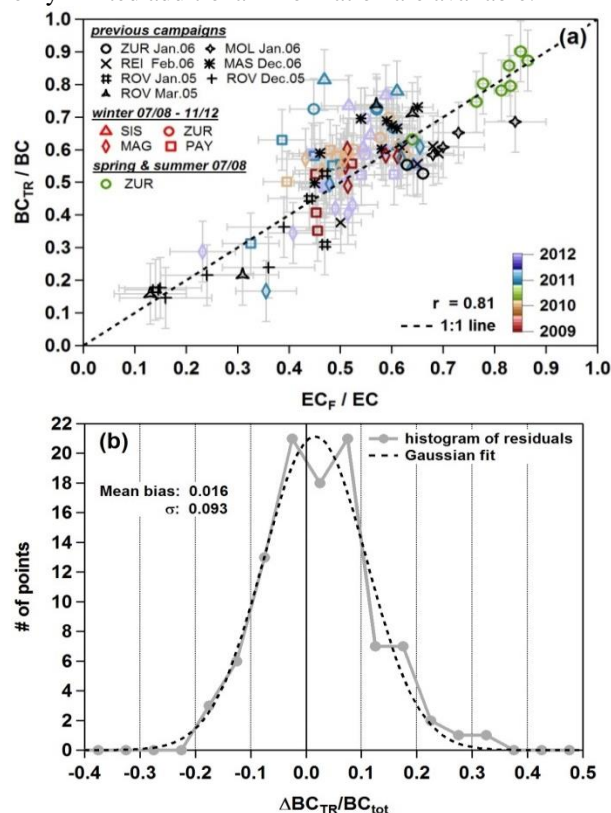 previous campaigns
ZUR Jan.06 MOL Jan.06
REI Feb.06 MAS Dec.06
ROV Jan.05 ROV Dec.05
ROV Mar.05
winter 07/08 - 11/12
SIS ZUR
MAG PAY
spring & summer 07/08
ZUR
(a)
2012
2011
2010
2009
r = 0.81
1:1 line
BC_TR / BC
1.0
0.9
0.8
0.7
0.6
0.5
0.4
0.3
0.2
0.1
0.0
0.0 0.1 0.2 0.3 0.4 0.5 0.6 0.7 0.8 0.9 1.0
EC_F / EC
(b)
histogram of residuals
Gaussian fit
Mean bias: 0.016
σ: 0.093
# of points
22
20
18
16
14
12
10
8
6
4
2
0
-0.4 -0.3 -0.2 -0.1 0.0 0.1 0.2 0.3 0.4 0.5
ΔBC_TR/BC_tot